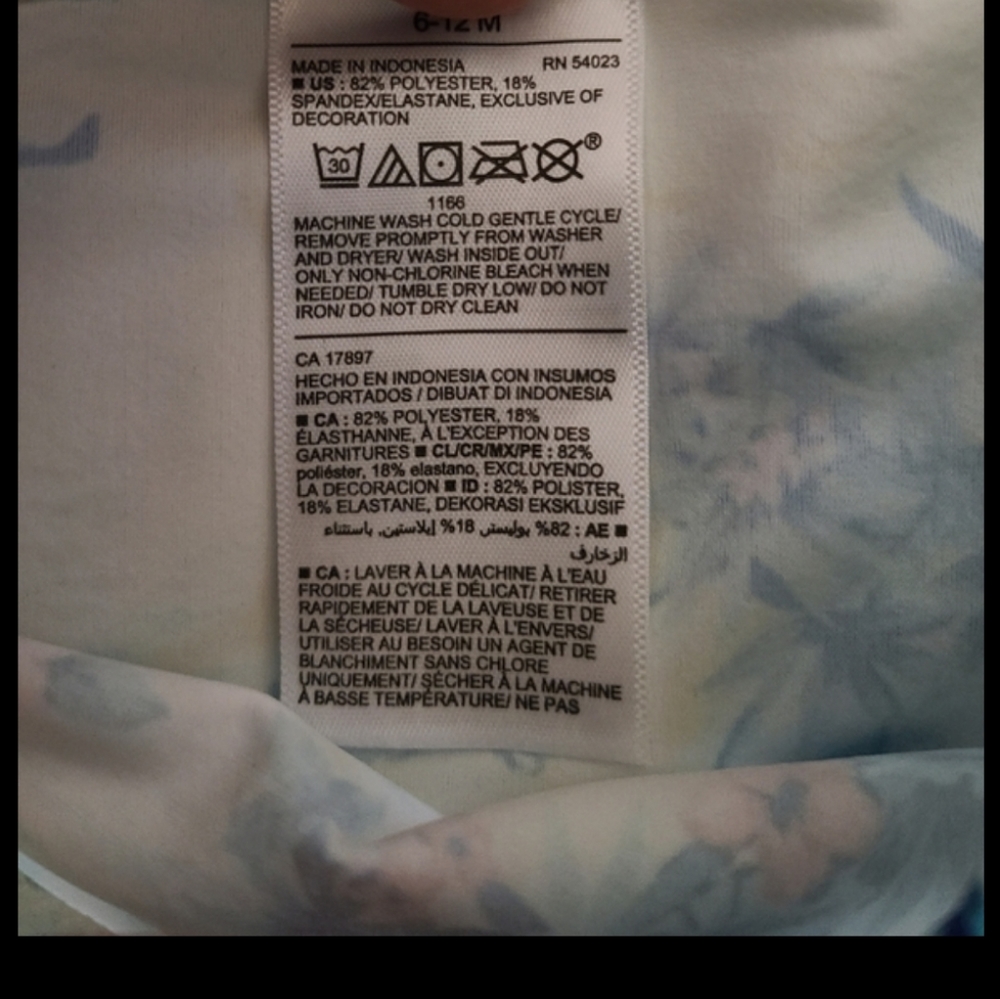 6-12 M
MADE IN INDONESIA RN 54023
■ US : 82% POLYESTER, 18%
SPANDEX/ELASTANE, EXCLUSIVE OF
DECORATION
30 ®
1166
MACHINE WASH COLD GENTLE CYCLE/
REMOVE PROMPTLY FROM WASHER
AND DRYER/ WASH INSIDE OUT/
ONLY NON-CHLORINE BLEACH WHEN
NEEDED/ TUMBLE DRY LOW/ DO NOT
IRON/ DO NOT DRY CLEAN
CA 17897
HECHO EN INDONESIA CON INSUMOS
IMPORTADOS / DIBUAT DI INDONESIA
■ CA : 82% POLYESTER, 18%
ÉLASTHANNE, À L'EXCEPTION DES
GARNITURES ■ CL/CR/MX/PE : 82%
poliéster, 18% elastano, EXCLUYENDO
LA DECORACION ■ ID : 82% POLISTER,
18% ELASTANE, DEKORASI EKSKLUSIF
■ AE : 82% بوليستر 18% إيلاستين, باستثناء
الزخارف
■ CA : LAVER À LA MACHINE À L'EAU
FROIDE AU CYCLE DÉLICAT/ RETIRER
RAPIDEMENT DE LA LAVEUSE ET DE
LA SÉCHEUSE/ LAVER À L'ENVERS/
UTILISER AU BESOIN UN AGENT DE
BLANCHIMENT SANS CHLORE
UNIQUEMENT/ SÉCHER À LA MACHINE
À BASSE TEMPÉRATURE/ NE PAS